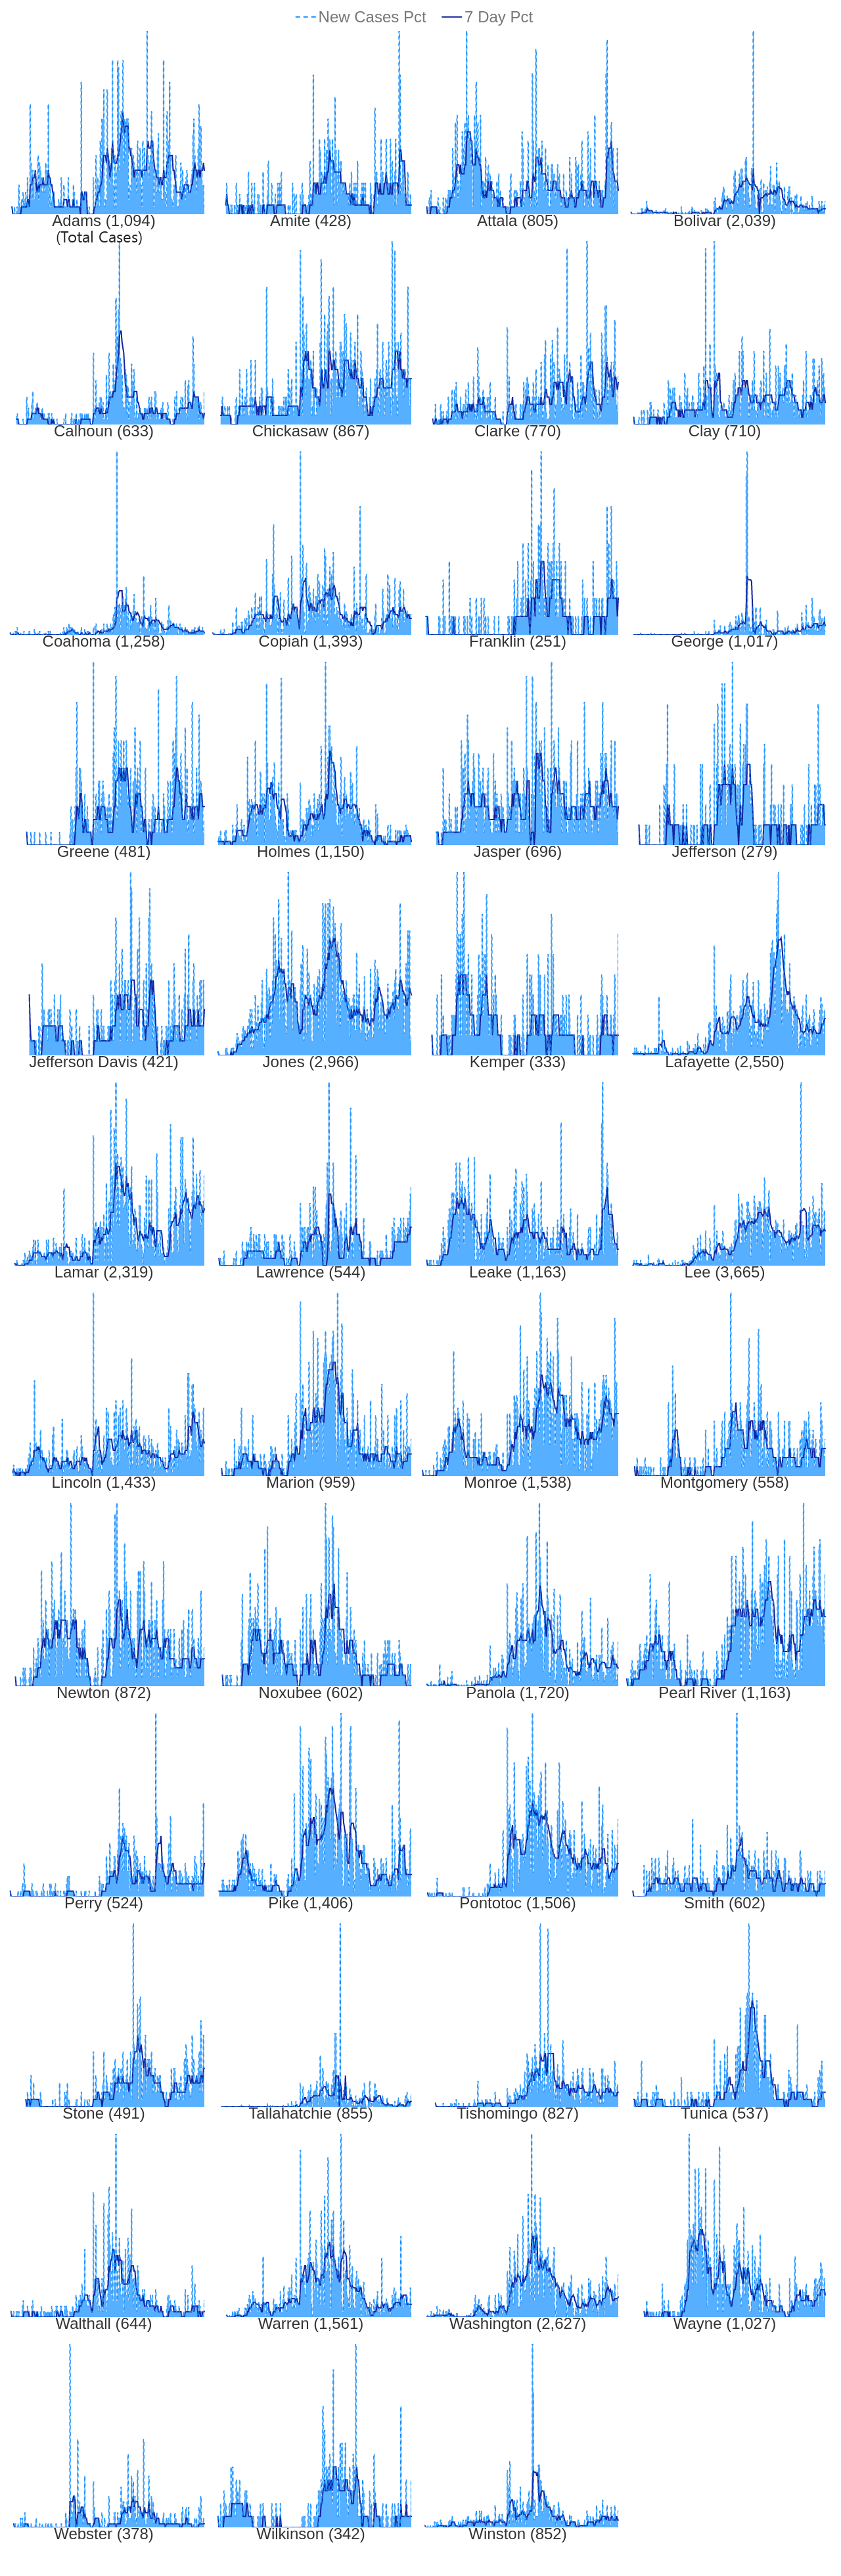 New Cases Pct 7 Day Pct
Adams (1,094) Amite (428) Attala (805) Bolivar (2,039)
(Total Cases)
Calhoun (633) Chickasaw (867) Clarke (770) Clay (710)
Coahoma (1,258) Copiah (1,393) Franklin (251) George (1,017)
Greene (481) Holmes (1,150) Jasper (696) Jefferson (279)
Jefferson Davis (421) Jones (2,966) Kemper (333) Lafayette (2,550)
Lamar (2,319) Lawrence (544) Leake (1,163) Lee (3,665)
Lincoln (1,433) Marion (959) Monroe (1,538) Montgomery (558)
Newton (872) Noxubee (602) Panola (1,720) Pearl River (1,163)
Perry (524) Pike (1,406) Pontotoc (1,506) Smith (602)
Stone (491) Tallahatchie (855) Tishomingo (827) Tunica (537)
Walthall (644) Warren (1,561) Washington (2,627) Wayne (1,027)
Webster (378) Wilkinson (342) Winston (852)